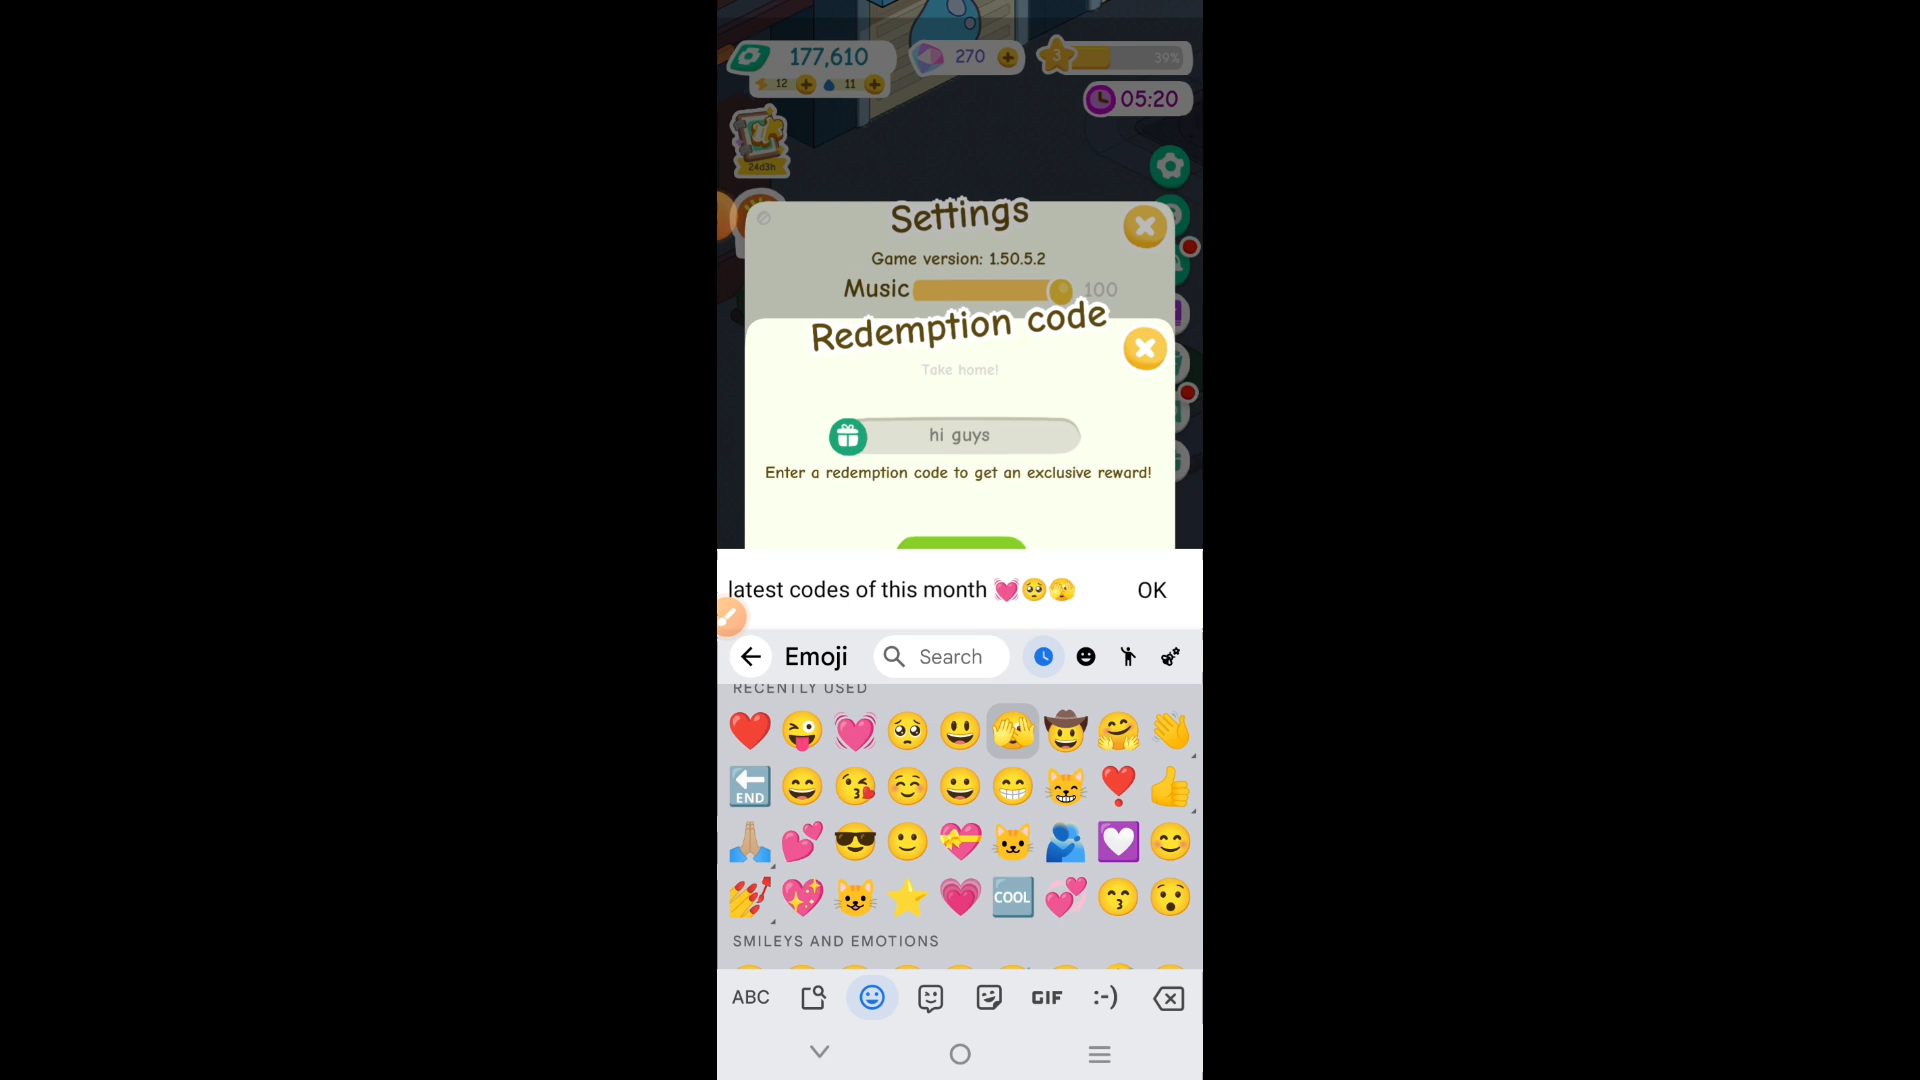 177,610
270
3
39%
12
11
05:20
24d3h
Settings
Game version: 1.50.5.2
Music
100
Redemption code
Take home!
hi guys
Enter a redemption code to get an exclusive reward!
latest codes of this month 💓🥺🫣
OK
Emoji
Search
RECENTLY USED
END
COOL
SMILEYS AND EMOTIONS
ABC
GIF
:-)